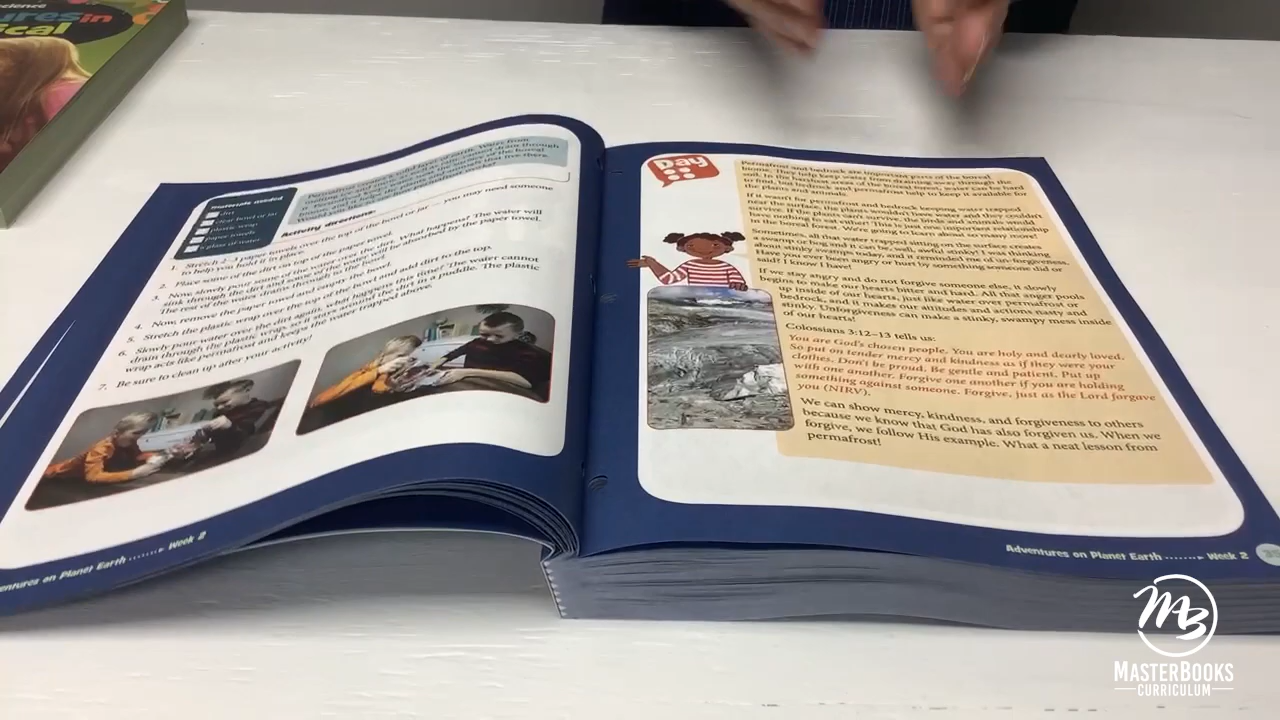 ures in
ical
materials needed
dirt
clear bowl or jar
plastic wrap
paper towels
a glass of water
Activity directions:
1. Stretch 2–3 paper towels over the top of the bowl or jar — you may need someone
to help you hold it in place.
2. Place some of the dirt on top of the paper towel.
3. Now, slowly pour some of the water over the dirt. What happens? The water will
sink through the dirt and some of the water will be absorbed by the paper towel.
The rest will drain through to the bowl.
4. Now, remove the paper towel and empty the bowl.
5. Stretch the plastic wrap over the top of the bowl and add dirt to the top.
6. Slowly pour water over the dirt again. What happens this time? The water cannot
drain through the plastic wrap, so it stays around the dirt in a puddle. The plastic
wrap acts like permafrost and keeps the water trapped above.
7. Be sure to clean up after your activity!
entures on Planet Earth
Week 2
Day
Permafrost and bedrock are important parts of the boreal
biome. They help keep water from draining away through the
soil. In the harshest areas of the boreal forest, water can be hard
to find, but bedrock and permafrost help to keep it available for
the plants and animals.
If it wasn't for the permafrost and bedrock keeping water trapped
near the surface, the plants wouldn't have water and they couldn't
survive. If the plants can't survive, the birds and animals would
have nothing to eat either! This is just one important relationship
in the boreal forest. We're going to learn about so many more!
Sometimes, all that water trapped sitting on the surface creates
a swamp or bog and it can be, well, real stinky! I was thinking
about stinky swamps today, and it reminded me of un-forgiveness.
Have you ever been angry or hurt by something someone did or
said? I know I have!
If we stay angry and do not forgive someone else, it slowly
begins to make our hearts bitter and hard. All that anger pools
up inside of our hearts, just like water over permafrost or
bedrock, and it makes our attitudes and actions nasty and
stinky. Unforgiveness can make a stinky, swampy mess inside
of our hearts!
Colossians 3:12–13 tells us:
You are God's chosen people. You are holy and dearly loved.
So put on tender mercy and kindness as if they were your
clothes. Don't be proud. Be gentle and patient. Put up
with one another. Forgive one another if you are holding
something against someone. Forgive, just as the Lord forgave
you (NIRV).
We can show mercy, kindness, and forgiveness to others
because we know that God has also forgiven us. When we
forgive, we follow His example. What a neat lesson from
permafrost!
Adventures on Planet Earth
Week 2
MB
MASTERBOOKS
CURRICULUM